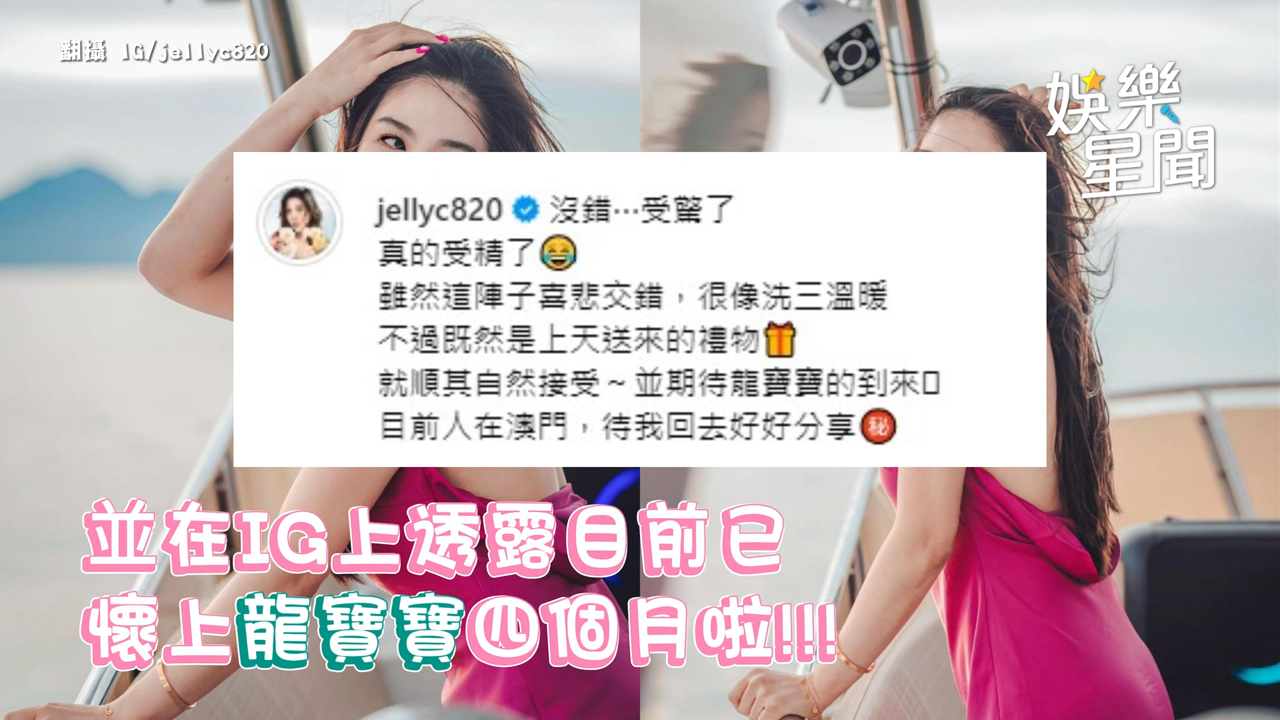 翻攝 IG/jellyc820
娛樂
星聞
jellyc820 沒錯⋯受驚了
真的受精了😂
雖然這陣子喜悲交錯，很像洗三溫暖
不過既然是上天送來的禮物🎁
就順其自然接受～並期待龍寶寶的到來
目前人在澳門，待我回去好好分享㊙
並在IG上透露目前已
懷上龍寶寶四個月啦!!!